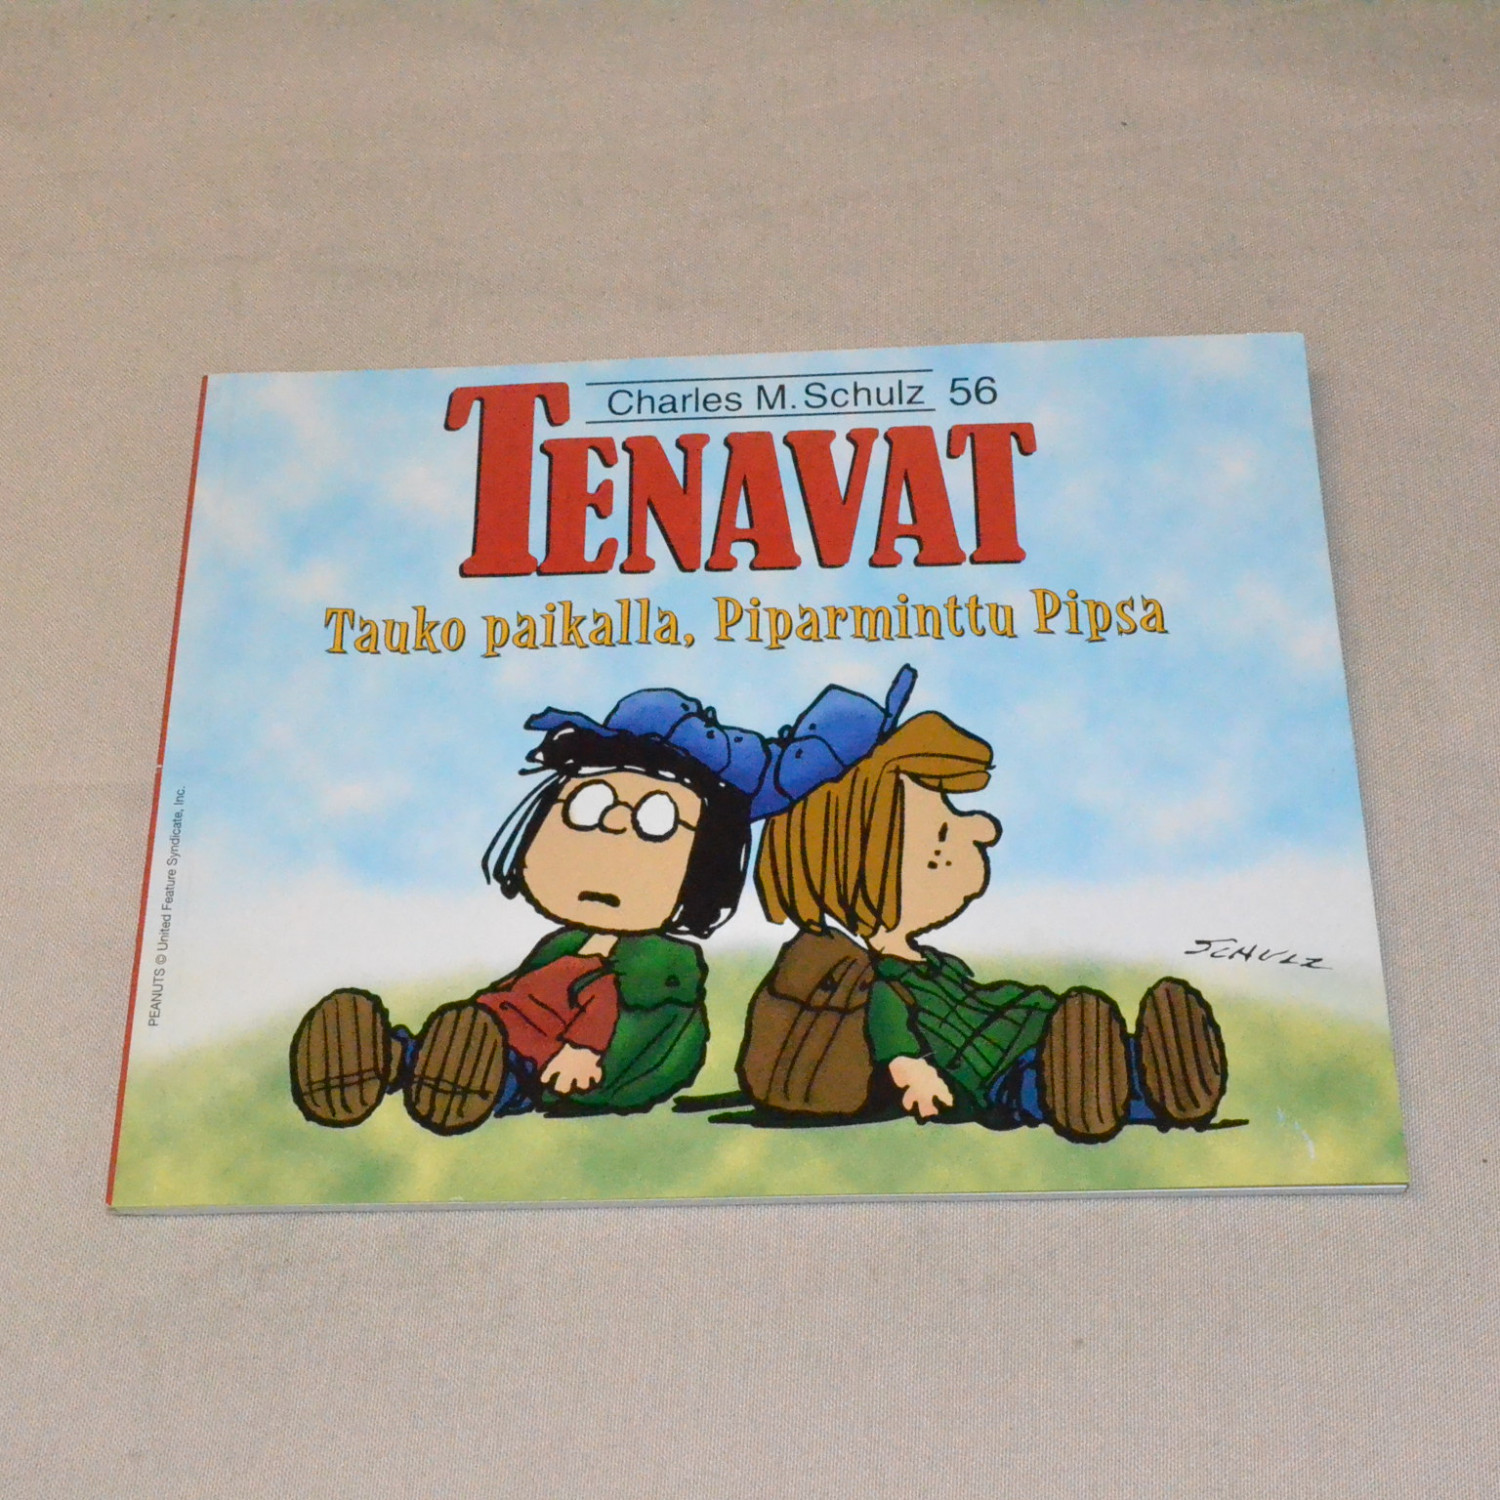 Charles M. Schulz 56
TENAVAT
Tauko paikalla, Piparminttu Pipsa
SCHULZ
PEANUTS © United Feature Syndicate, Inc.